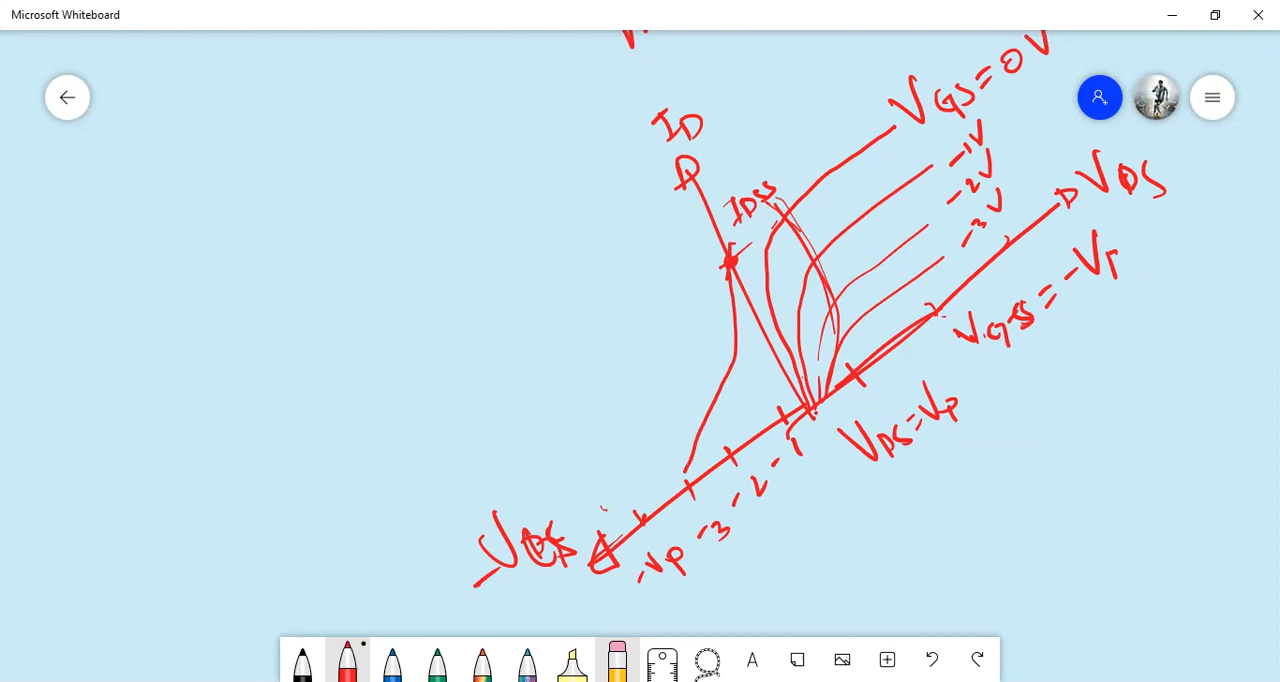 Microsoft Whiteboard
VGS = 0V
ID
-1V
-2V
-3V
VDS
IDSS
VGS = -VP
VDS = VP
-1
-2
-3
-VP
A